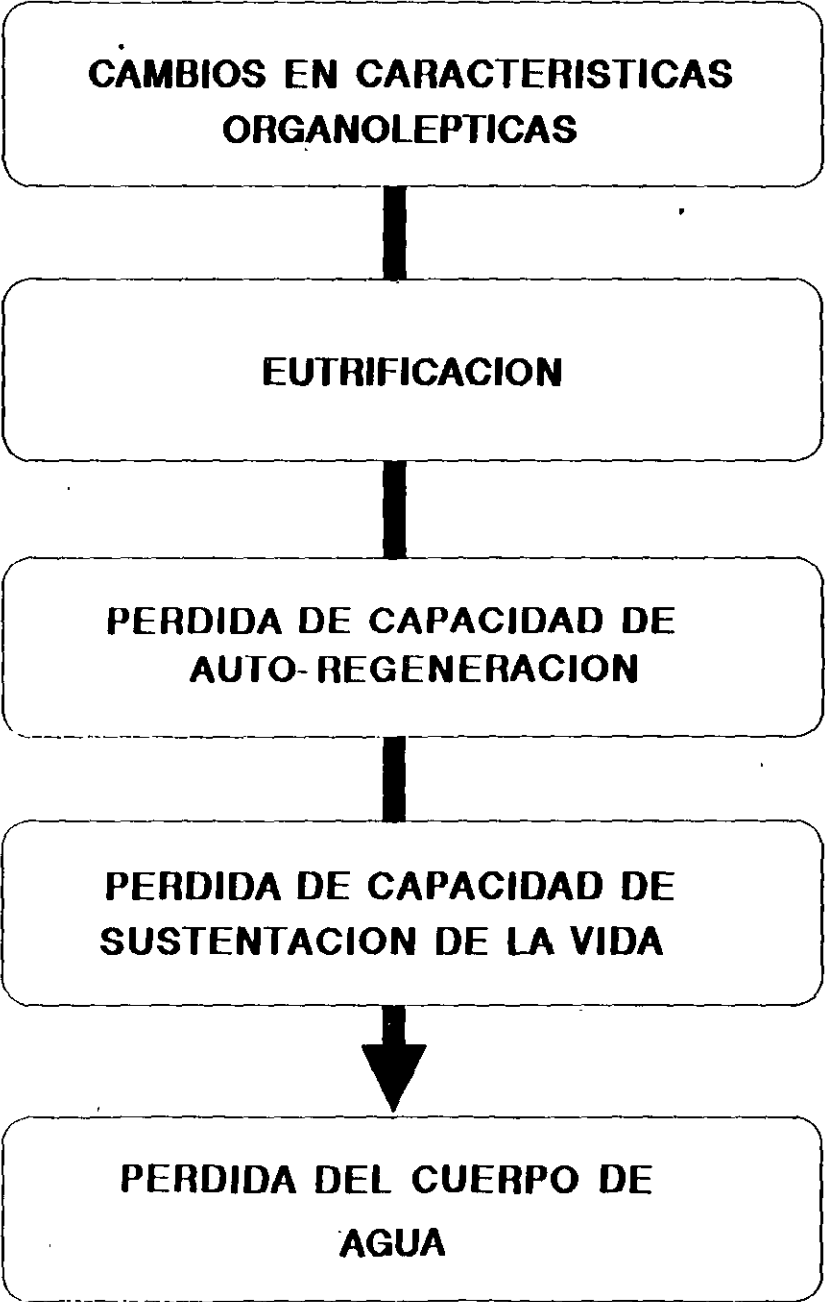 CAMBIOS EN CARACTERISTICAS
ORGANOLEPTICAS
EUTRIFICACION
PERDIDA DE CAPACIDAD DE
AUTO-REGENERACION
PERDIDA DE CAPACIDAD DE
SUSTENTACION DE LA VIDA
PERDIDA DEL CUERPO DE
AGUA